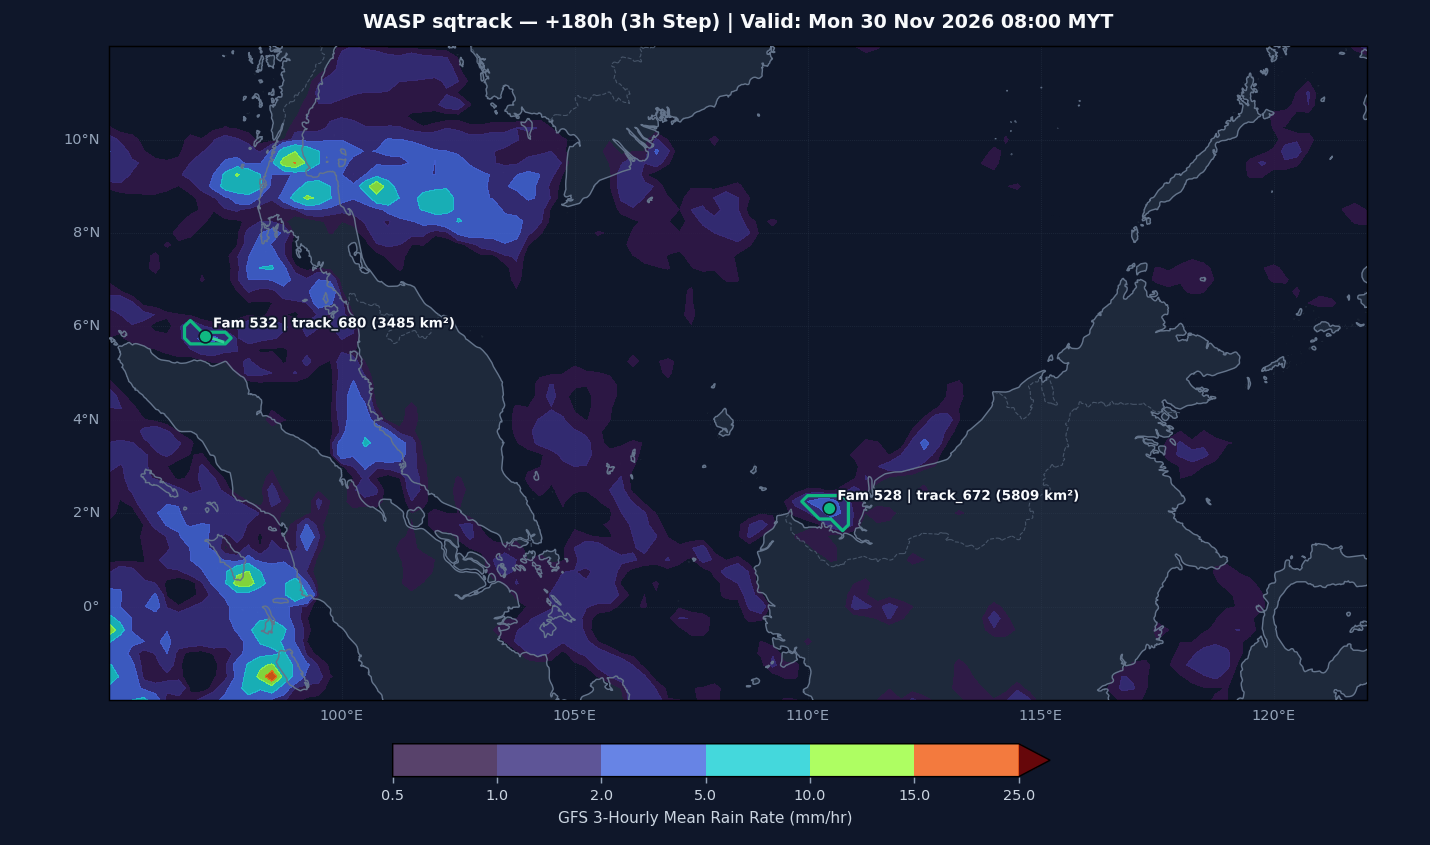 WASP sqtrack — +180h (3h Step) | Valid: Mon 30 Nov 2026 08:00 MYT
10°N
8°N
6°N
4°N
2°N
0°
Fam 532 | track_680 (3485 km²)
Fam 528 | track_672 (5809 km²)
100°E 105°E 110°E 115°E 120°E
0.5 1.0 2.0 5.0 10.0 15.0 25.0
GFS 3-Hourly Mean Rain Rate (mm/hr)